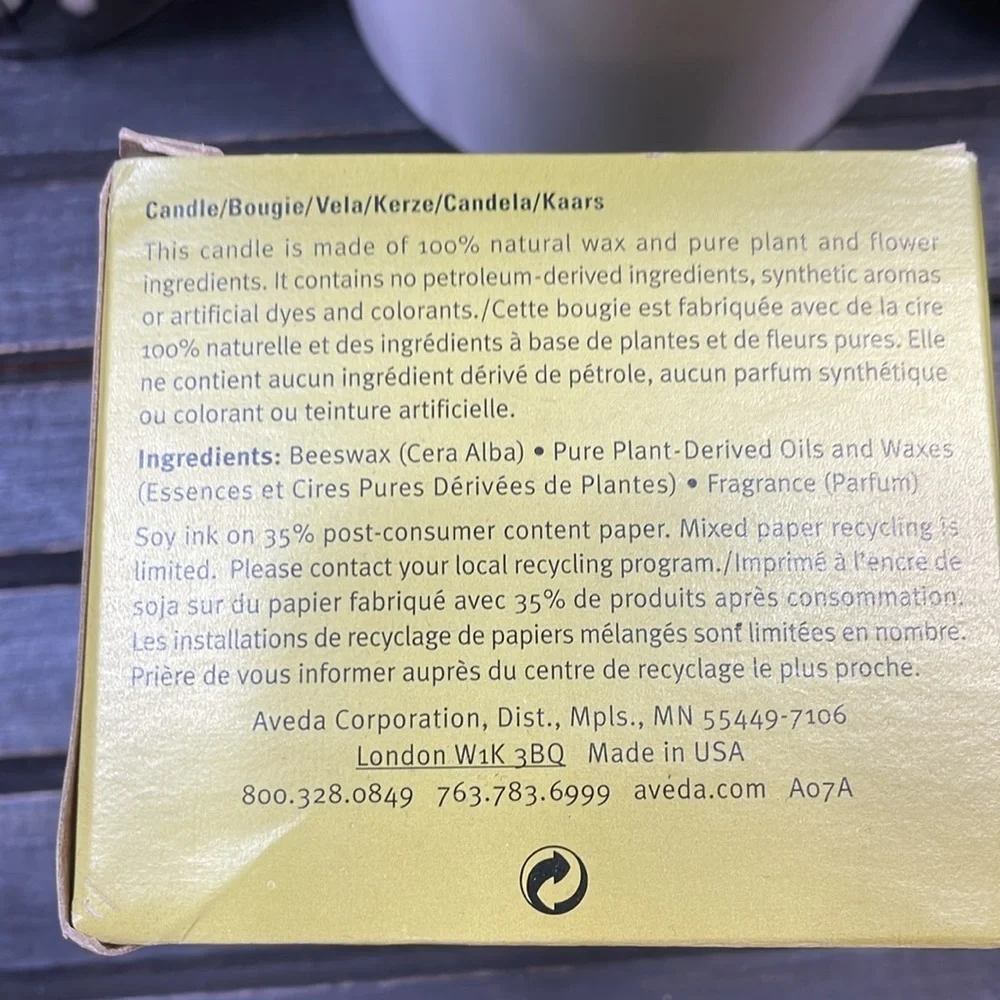 Candle/Bougie/Vela/Kerze/Candela/Kaars
This candle is made of 100% natural wax and pure plant and flower
ingredients. It contains no petroleum-derived ingredients, synthetic aromas
or artificial dyes and colorants./Cette bougie est fabriquée avec de la cire
100% naturelle et des ingrédients à base de plantes et de fleurs pures. Elle
ne contient aucun ingrédient dérivé de pétrole, aucun parfum synthétique
ou colorant ou teinture artificielle.
Ingredients: Beeswax (Cera Alba) • Pure Plant-Derived Oils and Waxes
(Essences et Cires Pures Dérivées de Plantes) • Fragrance (Parfum)
Soy ink on 35% post-consumer content paper. Mixed paper recycling is
limited. Please contact your local recycling program./Imprimé à l'encre de
soja sur du papier fabriqué avec 35% de produits après consommation.
Les installations de recyclage de papiers mélangés sont limitées en nombre.
Prière de vous informer auprès du centre de recyclage le plus proche.
Aveda Corporation, Dist., Mpls., MN 55449-7106
London W1K 3BQ Made in USA
800.328.0849 763.783.6999 aveda.com A07A